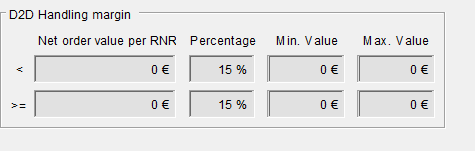 D2D Handling margin
Net order value per RNR Percentage Min. Value Max. Value
< 0 € 15 % 0 € 0 €
>= 0 € 15 % 0 € 0 €